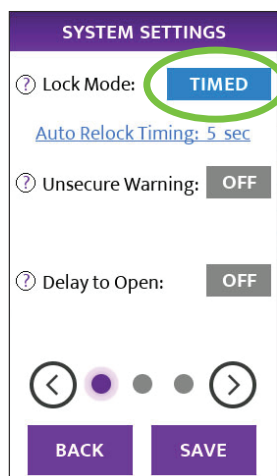 SYSTEM SETTINGS
? Lock Mode: TIMED
Auto Relock Timing: 5 sec
? Unsecure Warning: OFF
? Delay to Open: OFF
BACK SAVE